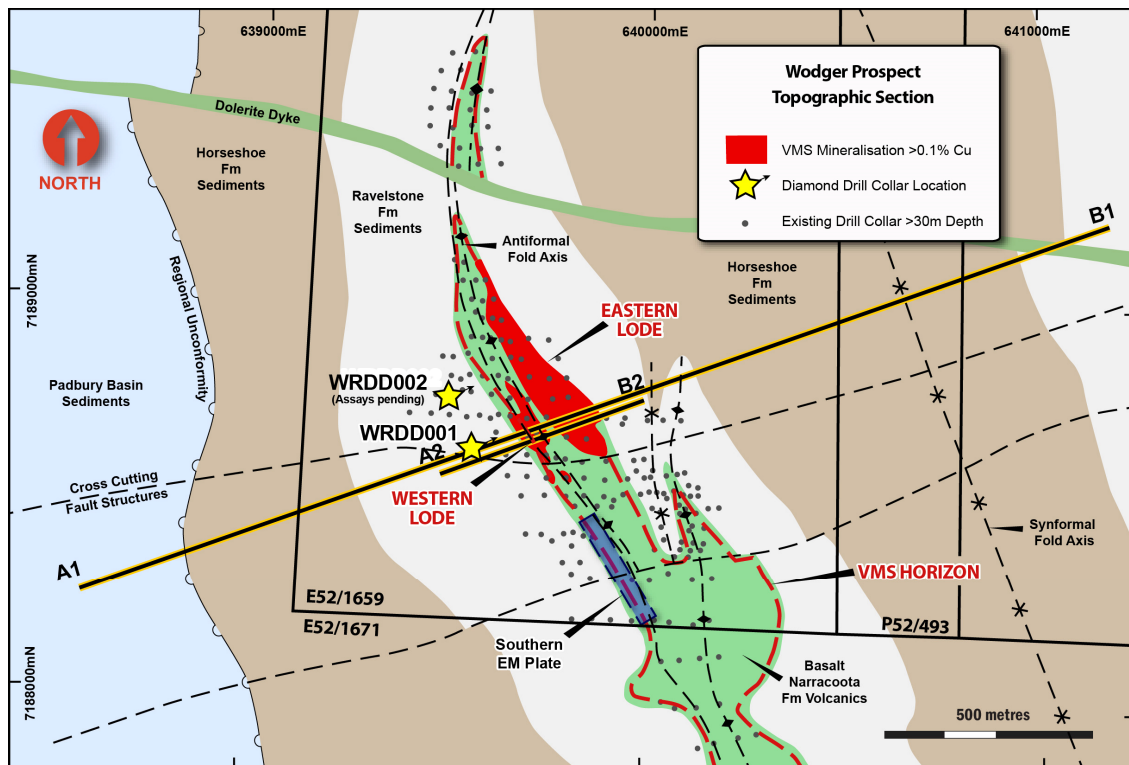 639000mE
640000mE
641000mE
Wodger Prospect
Topographic Section
VMS Mineralisation >0.1% Cu
Diamond Drill Collar Location
Existing Drill Collar >30m Depth
Dolerite Dyke
NORTH
Horseshoe
Fm
Sediments
Ravelstone
Fm
Sediments
Antiformal
Fold Axis
B1
7189000mN
Regional Unconformity
Horseshoe
Fm
Sediments
EASTERN
LODE
Padbury Basin
Sediments
WRDD002
(Assays pending)
B2
WRDD001
A2
Cross Cutting
Fault Structures
WESTERN
LODE
Synformal
Fold Axis
A1
VMS HORIZON
E52/1659
E52/1671
P52/493
Southern
EM Plate
Basalt
Narracoota
Fm Volcanics
7188000mN
500 metres